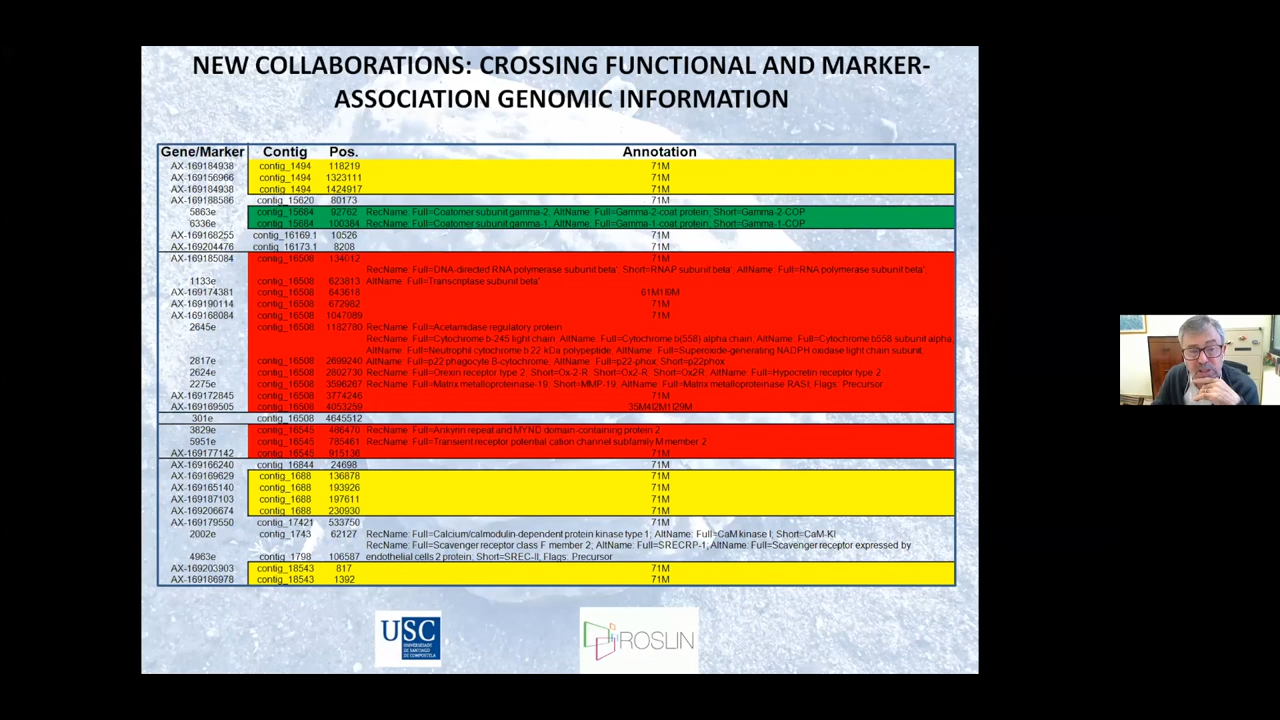 NEW COLLABORATIONS: CROSSING FUNCTIONAL AND MARKER-
ASSOCIATION GENOMIC INFORMATION
Gene/Marker Contig Pos. Annotation
AX-169184938 contig_1494 118219 71M
AX-169156966 contig_1494 1323111 71M
AX-169184938 contig_1494 1424917 71M
AX-169188586 contig_15620 80173 71M
5863e contig_15684 92762 RecName: Full=Coatomer subunit gamma-2; AltName: Full=Gamma-2-coat protein; Short=Gamma-2-COP
6336e contig_15684 100384 RecName: Full=Coatomer subunit gamma-1; AltName: Full=Gamma-1-coat protein; Short=Gamma-1-COP
AX-169168255 contig_16169.1 10526 71M
AX-169204476 contig_16173.1 8208 71M
AX-169185084 contig_16508 134012 71M
RecName: Full=DNA-directed RNA polymerase subunit beta'; Short=RNAP subunit beta'; AltName: Full=RNA polymerase subunit beta';
1133e contig_16508 623813 AltName: Full=Transcriptase subunit beta'
AX-169174381 contig_16508 643618 61M1I9M
AX-169190114 contig_16508 672982 71M
AX-169168084 contig_16508 1047089 71M
2645e contig_16508 1182780 RecName: Full=Acetamidase regulatory protein
RecName: Full=Cytochrome b-245 light chain; AltName: Full=Cytochrome b(558) alpha chain; AltName: Full=Cytochrome b558 subunit alpha;
AltName: Full=Neutrophil cytochrome b 22 kDa polypeptide; AltName: Full=Superoxide-generating NADPH oxidase light chain subunit;
2817e contig_16508 2699240 AltName: Full=p22 phagocyte B-cytochrome; AltName: Full=p22-phox; Short=p22phox
2624e contig_16508 2802730 RecName: Full=Orexin receptor type 2; Short=Ox-2-R; Short=Ox2-R; Short=Ox2R; AltName: Full=Hypocretin receptor type 2
2275e contig_16508 3596267 RecName: Full=Matrix metalloproteinase-19; Short=MMP-19; AltName: Full=Matrix metalloproteinase RASI; Flags: Precursor
AX-169172845 contig_16508 3774246 71M
AX-169169505 contig_16508 4053259 35M4I2M1I29M
301e contig_16508 4645512
3829e contig_16545 486470 RecName: Full=Ankyrin repeat and MYND domain-containing protein 2
5951e contig_16545 785461 RecName: Full=Transient receptor potential cation channel subfamily M member 2
AX-169177142 contig_16545 915136 71M
AX-169166240 contig_16844 24698 71M
AX-169169629 contig_1688 136878 71M
AX-169165140 contig_1688 193926 71M
AX-169187103 contig_1688 197611 71M
AX-169206674 contig_1688 230930 71M
AX-169179550 contig_17421 533750 71M
2002e contig_1743 62127 RecName: Full=Calcium/calmodulin-dependent protein kinase type 1; AltName: Full=CaM kinase I; Short=CaM-KI
RecName: Full=Scavenger receptor class F member 2; AltName: Full=SRECRP-1; AltName: Full=Scavenger receptor expressed by
4963e contig_1798 106587 endothelial cells 2 protein; Short=SREC-II; Flags: Precursor
AX-169203903 contig_18543 817 71M
AX-169186978 contig_18543 1392 71M
USC
UNIVERSIDADE
DE SANTIAGO
DE COMPOSTELA
ROSLIN